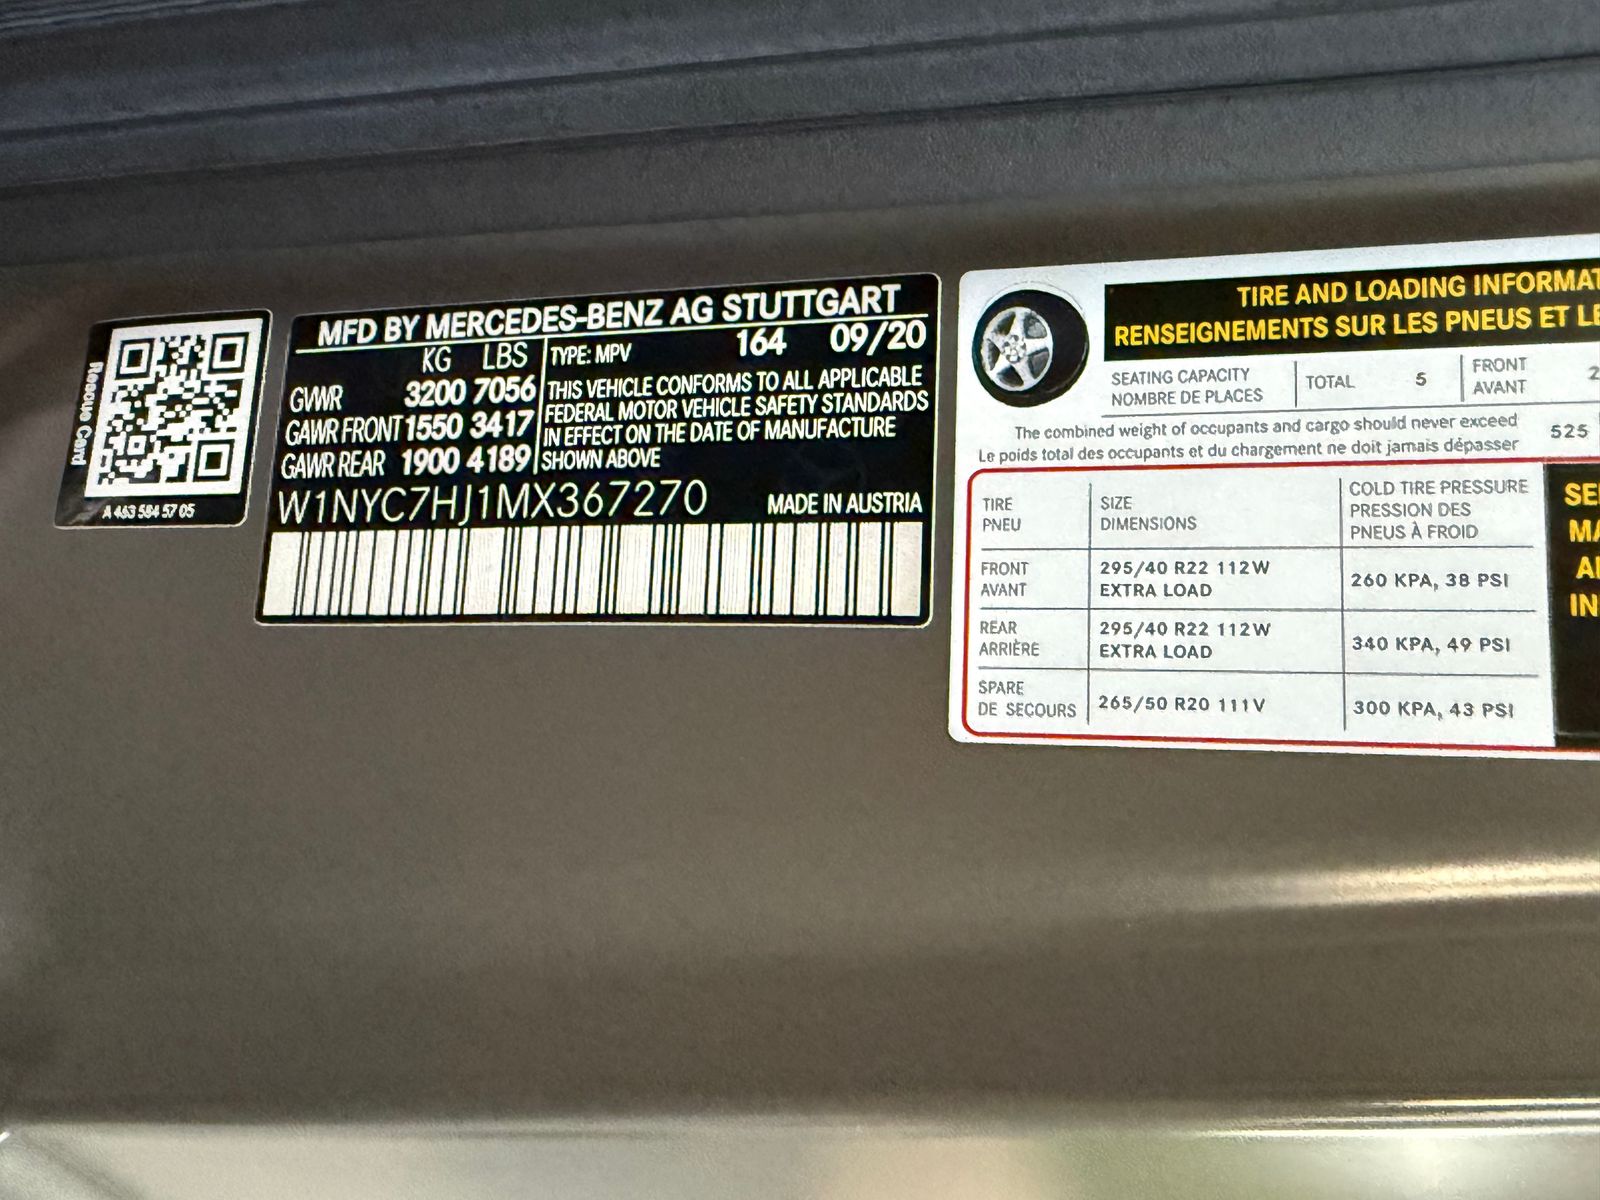 Rescue Card
A 463 584 57 05
MFD BY MERCEDES-BENZ AG STUTTGART
KG LBS
GVWR 3200 7056
GAWR FRONT 1550 3417
GAWR REAR 1900 4189
TYPE: MPV 164 09/20
THIS VEHICLE CONFORMS TO ALL APPLICABLE
FEDERAL MOTOR VEHICLE SAFETY STANDARDS
IN EFFECT ON THE DATE OF MANUFACTURE
SHOWN ABOVE
W1NYC7HJ1MX367270 MADE IN AUSTRIA
TIRE AND LOADING INFORMAT
RENSEIGNEMENTS SUR LES PNEUS ET LE
SEATING CAPACITY
NOMBRE DE PLACES
TOTAL 5
FRONT
AVANT
2
The combined weight of occupants and cargo should never exceed
Le poids total des occupants et du chargement ne doit jamais dépasser
525
TIRE
PNEU
SIZE
DIMENSIONS
COLD TIRE PRESSURE
PRESSION DES
PNEUS À FROID
FRONT
AVANT
295/40 R22 112W
EXTRA LOAD
260 KPA, 38 PSI
REAR
ARRIÈRE
295/40 R22 112W
EXTRA LOAD
340 KPA, 49 PSI
SPARE
DE SECOURS
265/50 R20 111V
300 KPA, 43 PSI